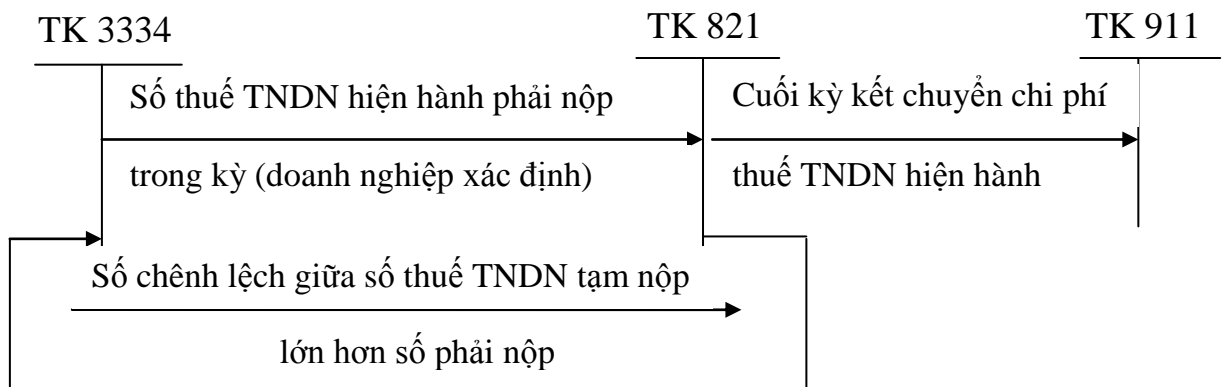 TK 3334
TK 821
TK 911
Số thuế TNDN hiện hành phải nộp
trong kỳ (doanh nghiệp xác định)
Cuối kỳ kết chuyển chi phí
thuế TNDN hiện hành
Số chênh lệch giữa số thuế TNDN tạm nộp
lớn hơn số phải nộp